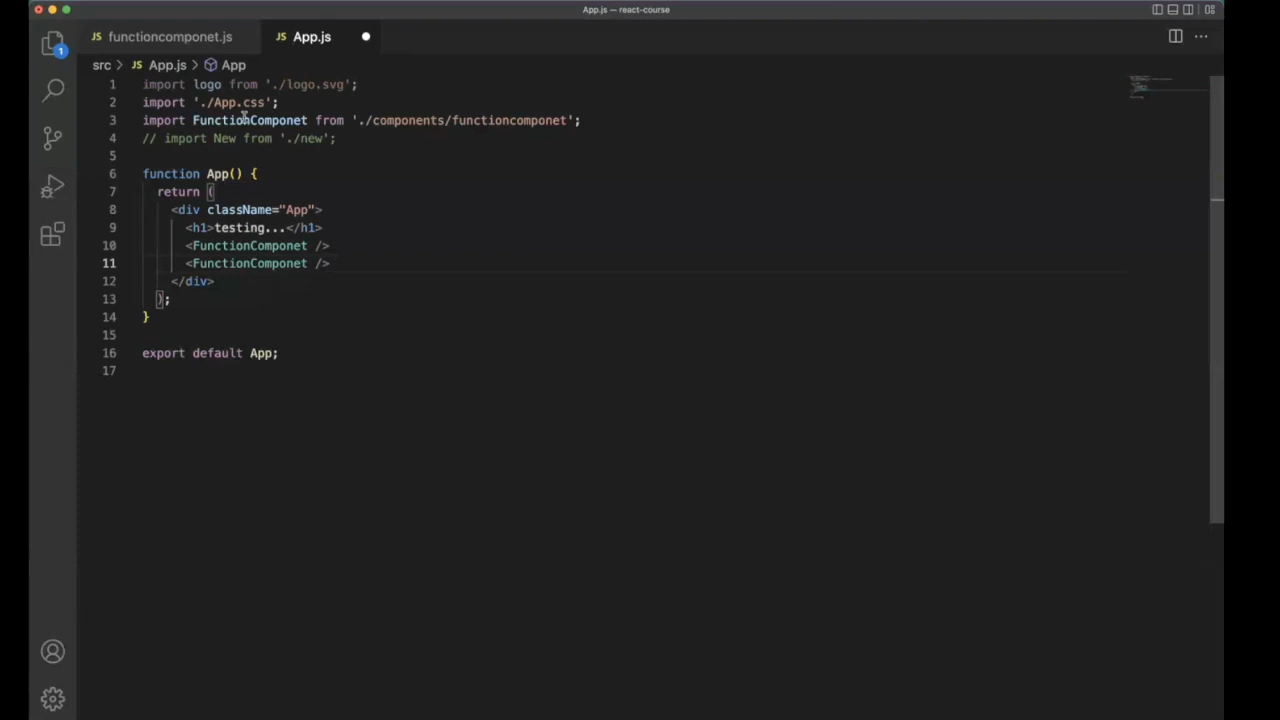 App.js — react-course
JS functioncomponet.js
JS App.js
src > JS App.js > App
1 import logo from './logo.svg';
2 import './App.css';
3 import FunctionComponet from './components/functioncomponet';
4 // import New from './new';
5
6 function App() {
7 return (
8 <div className="App">
9 <h1>testing...</h1>
10 <FunctionComponet />
11 <FunctionComponet />
12 </div>
13 );
14 }
15
16 export default App;
17
1